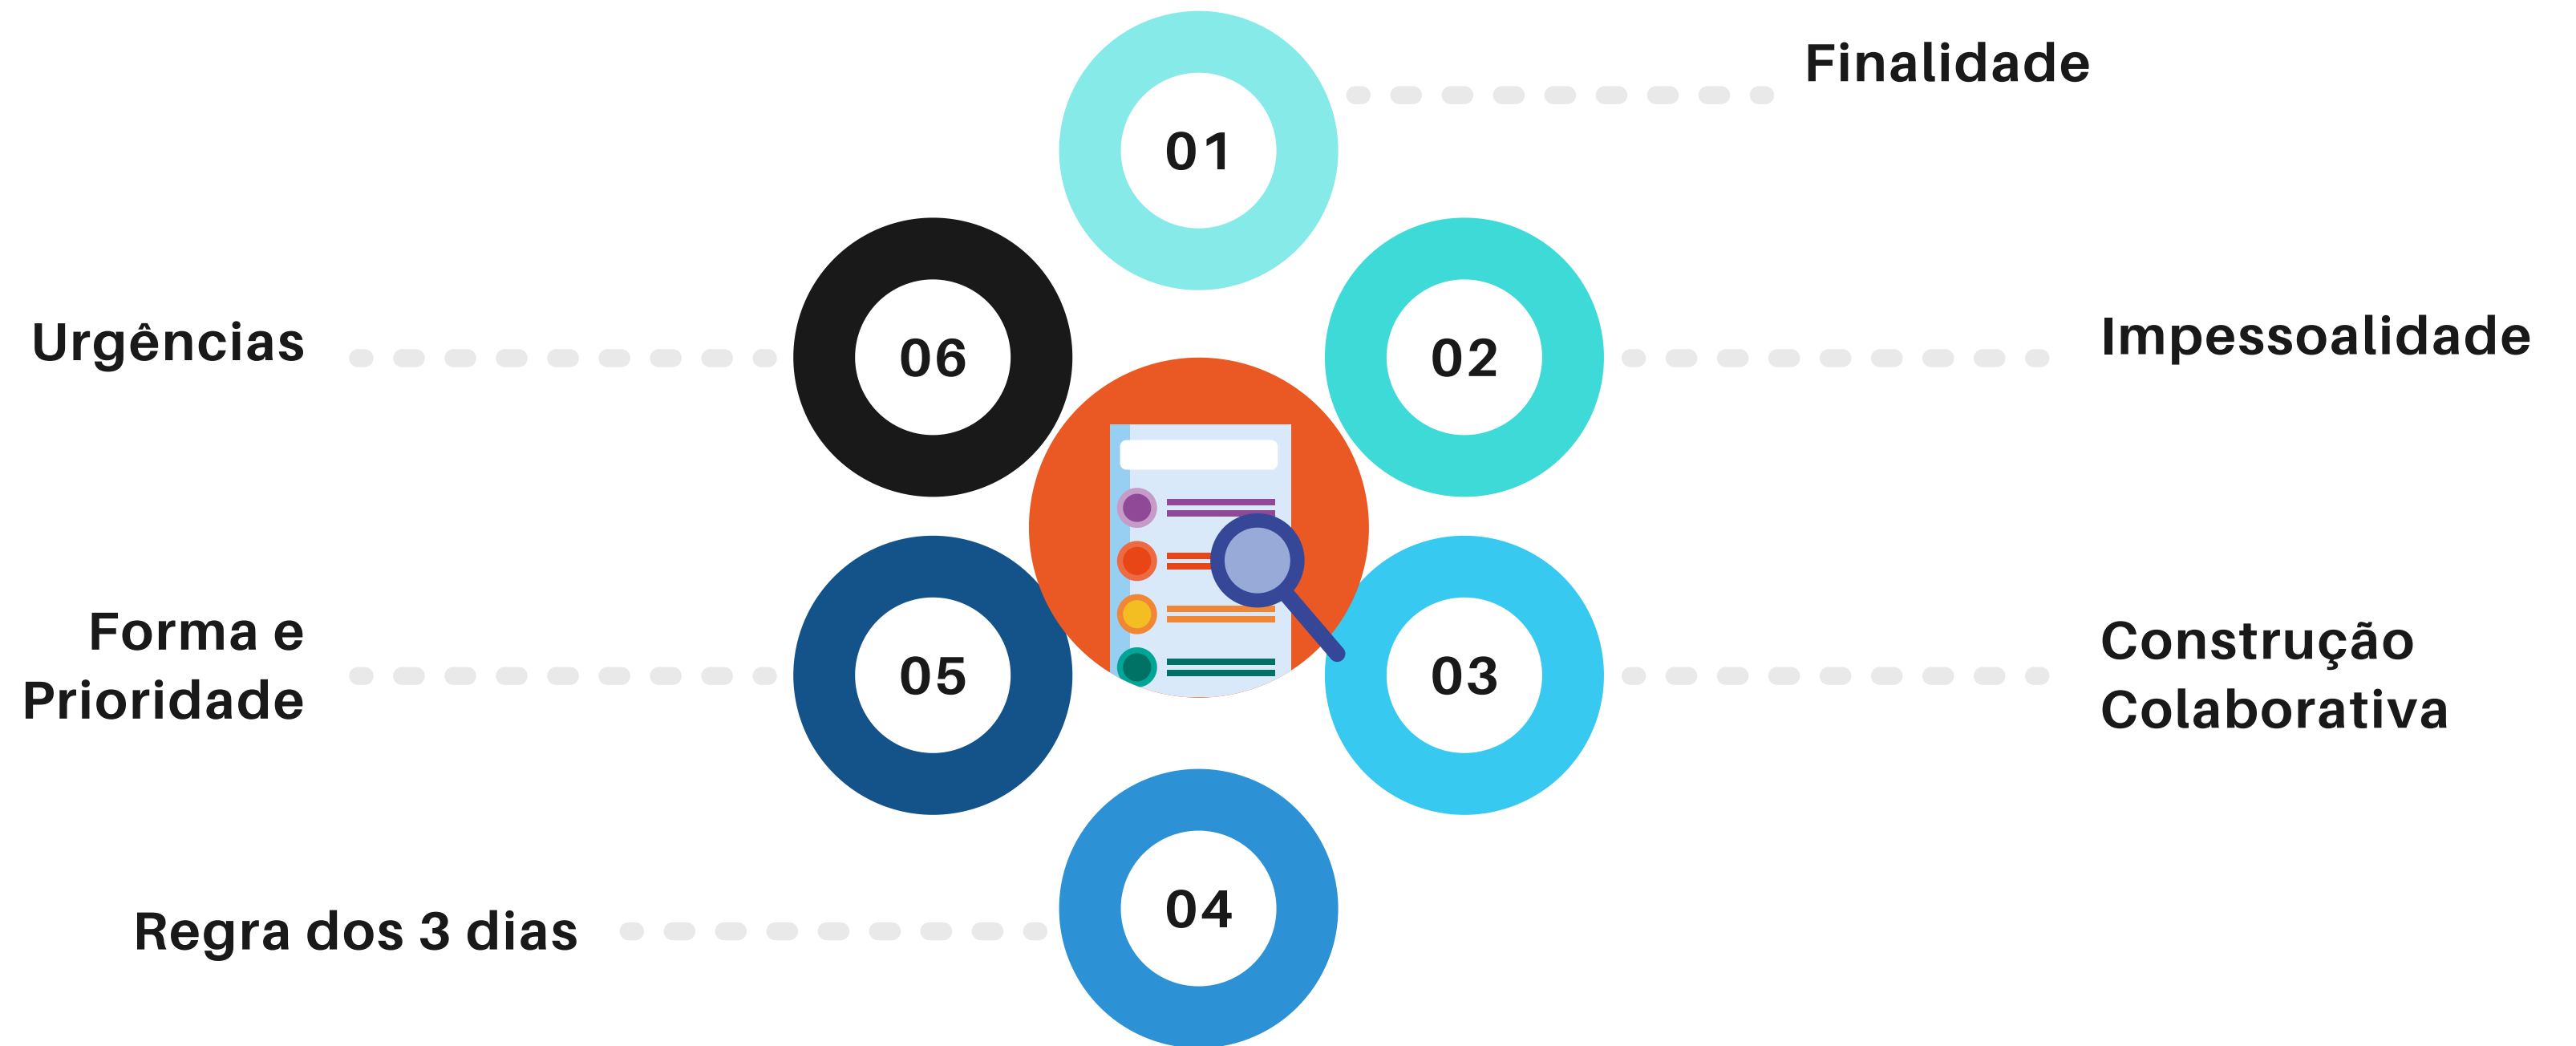 01
Finalidade
02
Impessoalidade
03
Construção
Colaborativa
04
Regra dos 3 dias
05
Forma e
Prioridade
06
Urgências